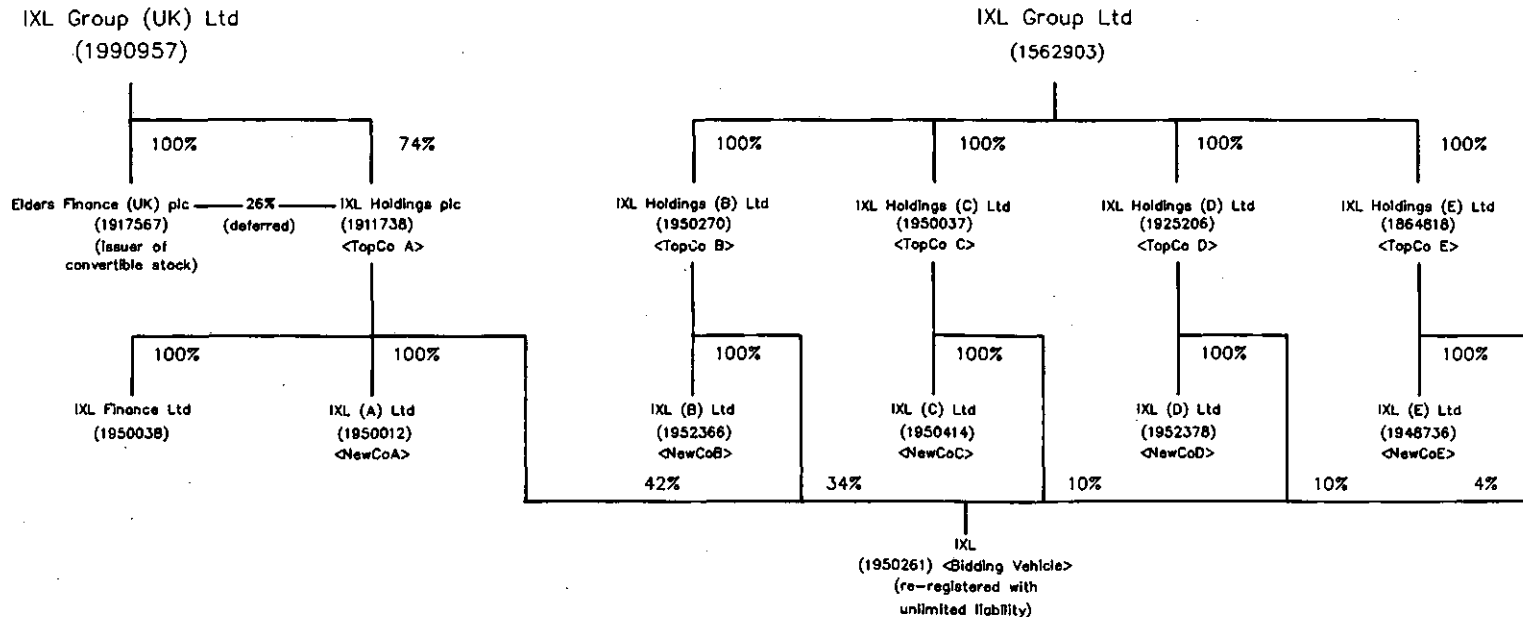 IXL Group (UK) Ltd
(1990957)
IXL Group Ltd
(1562903)
100%
74%
100%
100%
100%
100%
Elders Finance (UK) plc
(1917567)
(issuer of
convertible stock)
26%
(deferred)
IXL Holdings plc
(1911738)
<TopCo A>
IXL Holdings (B) Ltd
(1950270)
<TopCo B>
IXL Holdings (C) Ltd
(1950037)
<TopCo C>
IXL Holdings (D) Ltd
(1925206)
<TopCo D>
IXL Holdings (E) Ltd
(1864818)
<TopCo E>
100%
100%
100%
100%
100%
100%
IXL Finance Ltd
(1950038)
IXL (A) Ltd
(1950012)
<NewCoA>
IXL (B) Ltd
(1952366)
<NewCoB>
IXL (C) Ltd
(1950414)
<NewCoC>
IXL (D) Ltd
(1952378)
<NewCoD>
IXL (E) Ltd
(1948736)
<NewCoE>
42%
34%
10%
10%
4%
IXL
(1950261) <Bidding Vehicle>
(re-registered with
unlimited liability)